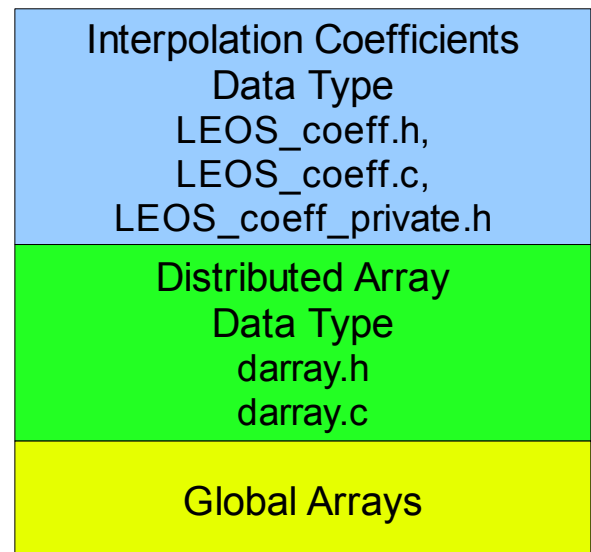 Interpolation Coefficients
Data Type
LEOS_coeff.h,
LEOS_coeff.c,
LEOS_coeff_private.h
Distributed Array
Data Type
darray.h
darray.c
Global Arrays